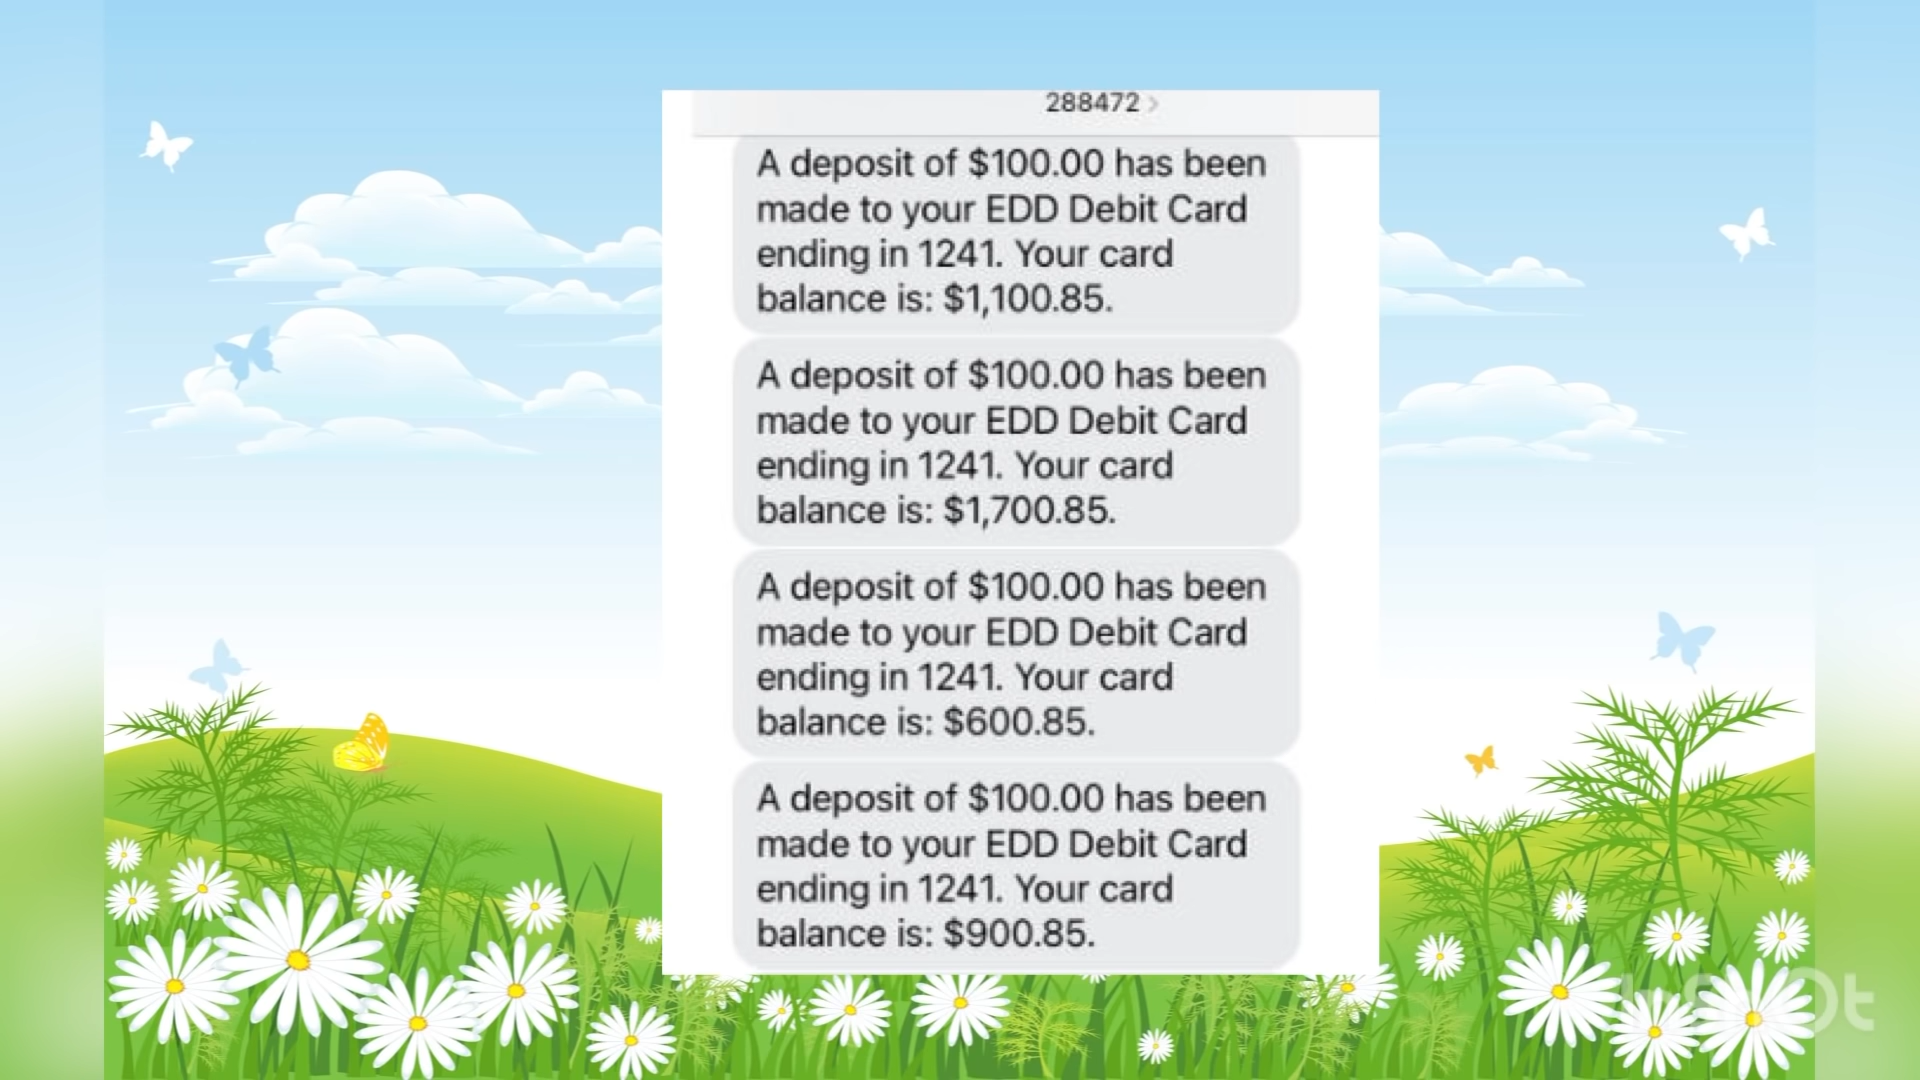 288472 >
A deposit of $100.00 has been
made to your EDD Debit Card
ending in 1241. Your card
balance is: $1,100.85.
A deposit of $100.00 has been
made to your EDD Debit Card
ending in 1241. Your card
balance is: $1,700.85.
A deposit of $100.00 has been
made to your EDD Debit Card
ending in 1241. Your card
balance is: $600.85.
A deposit of $100.00 has been
made to your EDD Debit Card
ending in 1241. Your card
balance is: $900.85.